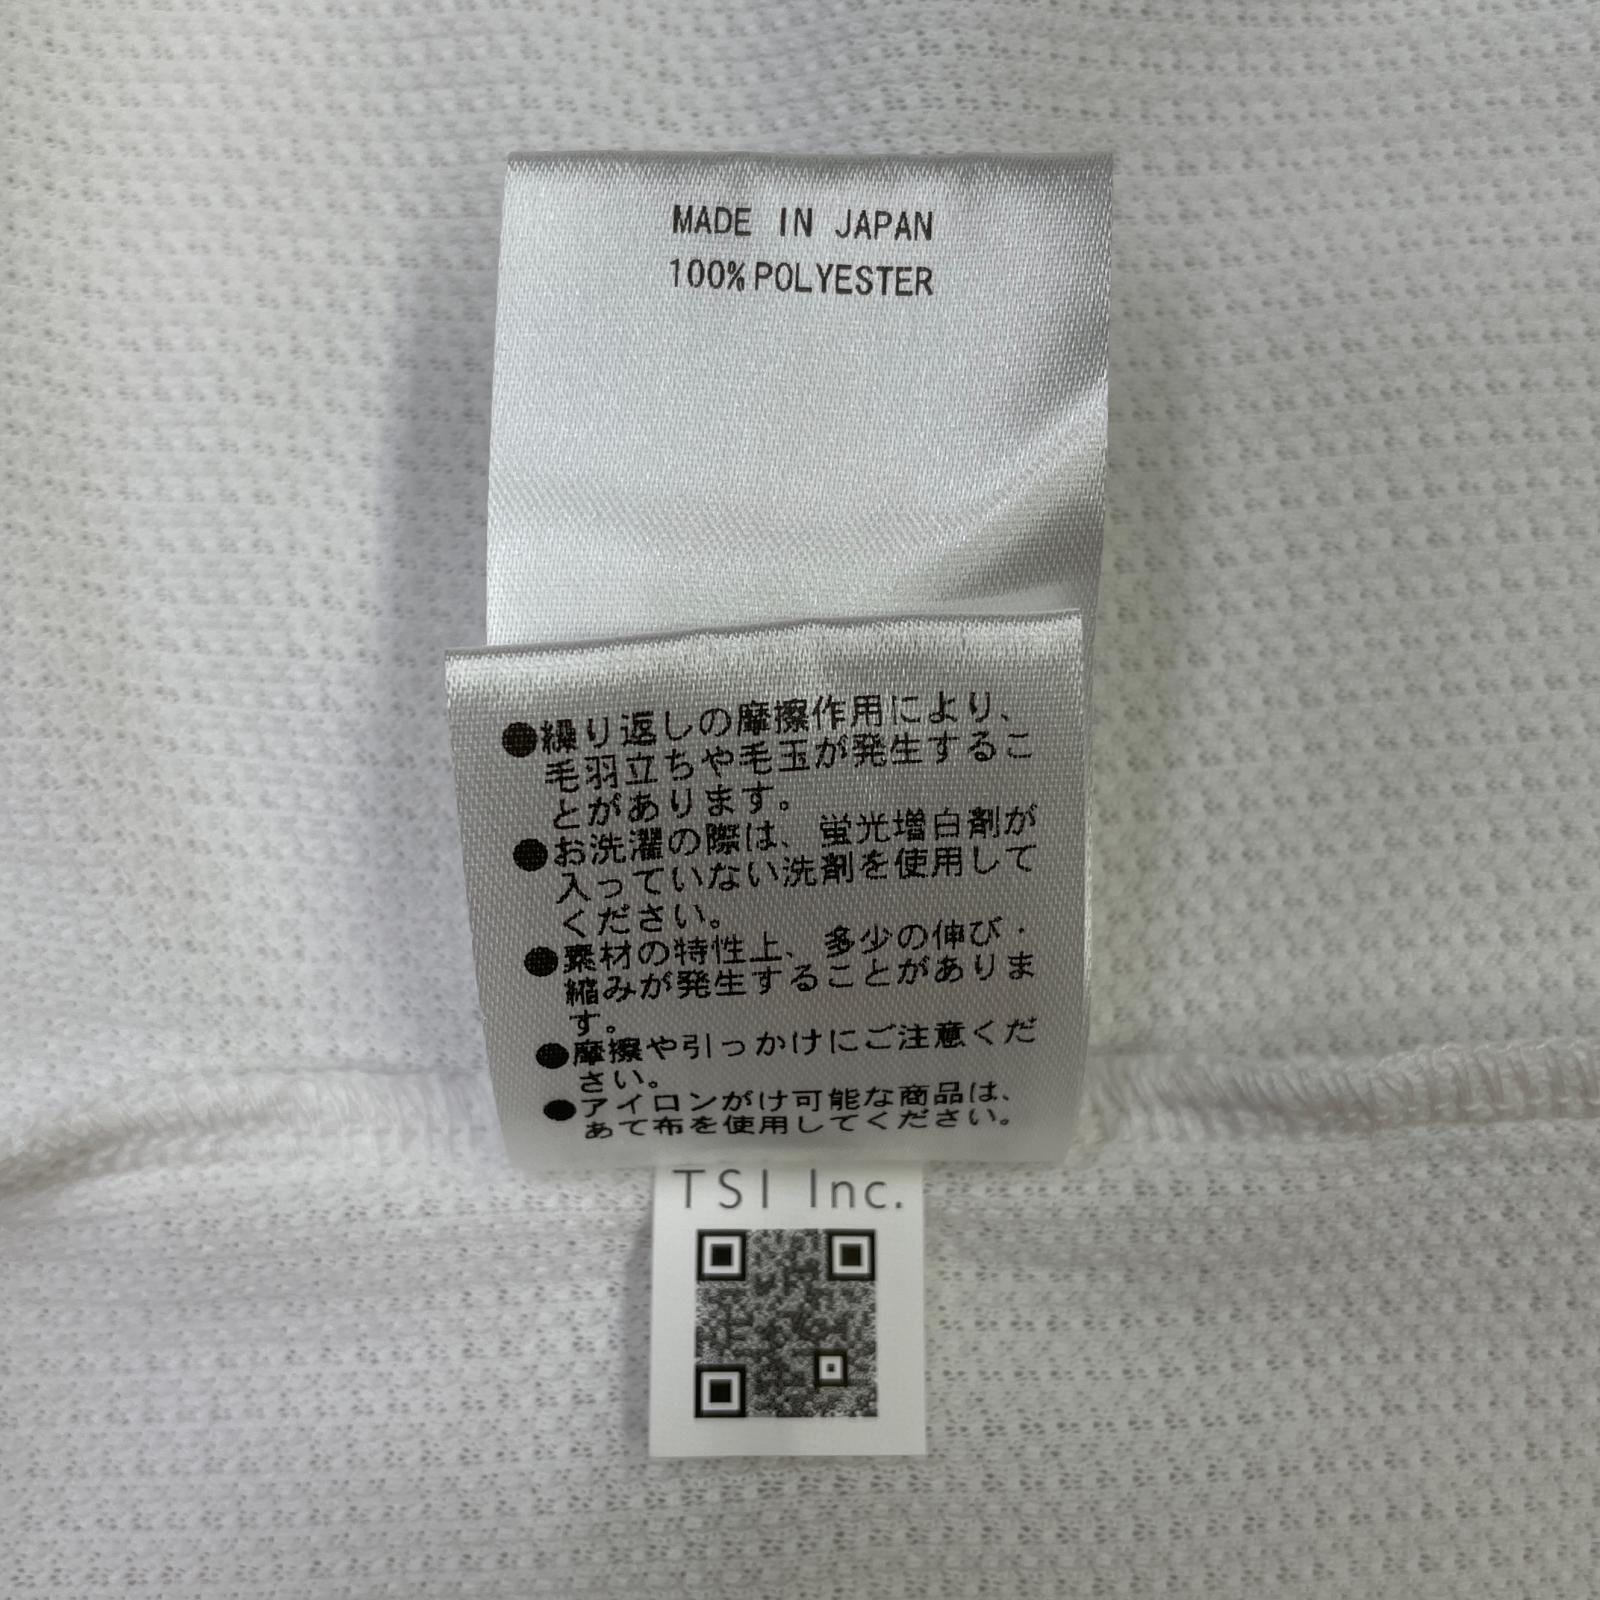 MADE IN JAPAN
100%POLYESTER
●繰り返しの摩擦作用により、
毛羽立ちや毛玉が発生するこ
とがあります。
●お洗濯の際は、蛍光増白剤が
入っていない洗剤を使用して
ください。
●素材の特性上、多少の伸び・
縮みが発生することがありま
す。
●摩擦や引っかけにご注意くだ
さい。
●アイロンがけ可能な商品は、
あて布を使用してください。
TSI Inc.